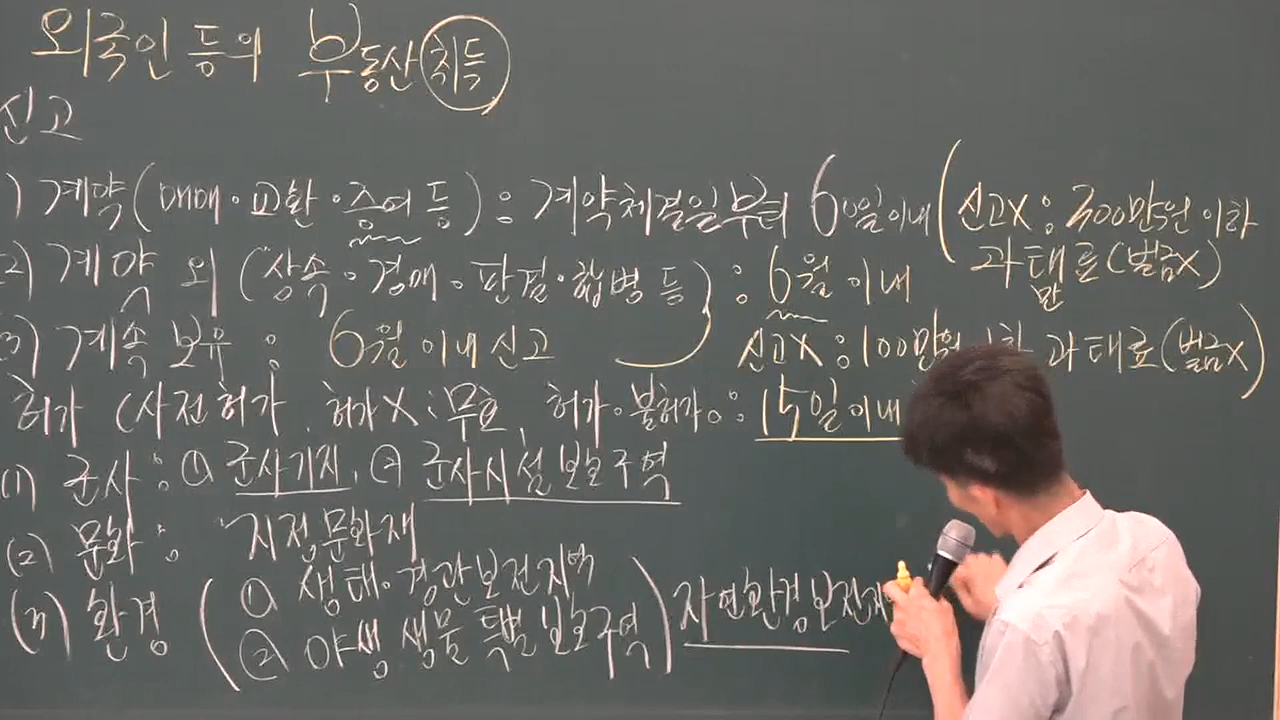 외국인 등의 부동산 취득
신고
1) 계약(매매·교환·증여 등) : 계약체결일부터 60일이내 (신고X : 300만원 이하
과태료(벌금X)
만
(2) 계약 외 (상속·경매·판결·합병 등) : 6월 이내
(3) 계속 보유 : 6월 이내 신고 신고X : 100만원 이하 과태료(벌금X)
허가 (사전허가, 허가X : 무효, 허가·불허가 : 15일이내
(1) 군사 : ① 군사기지, ② 군사시설 보호구역
(2) 문화 : 지정문화재
(3) 환경 (① 생태·경관보전지역
② 야생생물 특별보호구역) 자연환경보전지